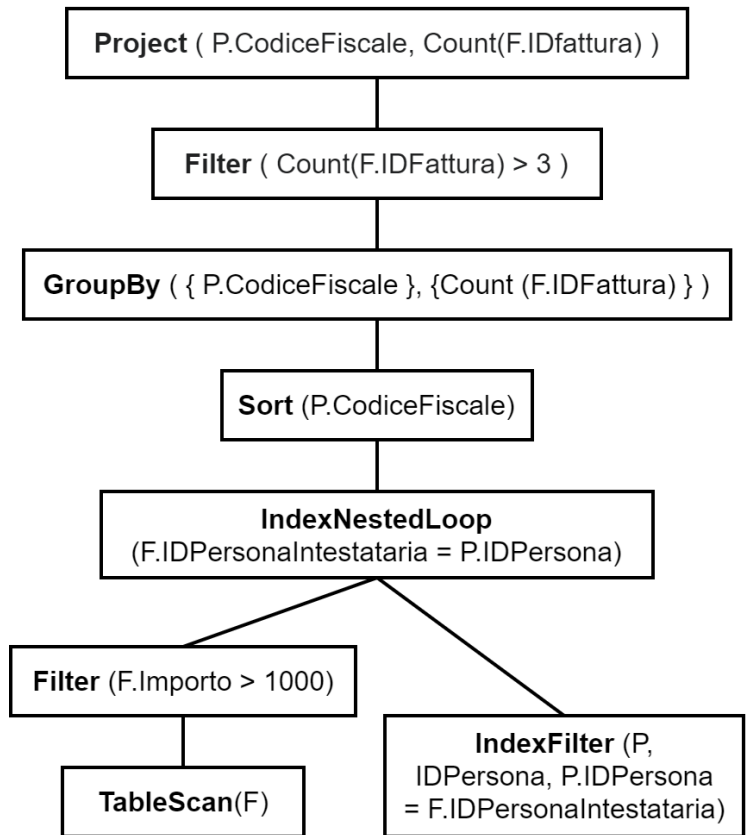 Project ( P.CodiceFiscale, Count(F.IDfattura) )
Filter ( Count(F.IDFattura) > 3 )
GroupBy ( { P.CodiceFiscale }, {Count (F.IDFattura) } )
Sort (P.CodiceFiscale)
IndexNestedLoop
(F.IDPersonaIntestataria = P.IDPersona)
Filter (F.Importo > 1000)
TableScan(F)
IndexFilter (P,
IDPersona, P.IDPersona
= F.IDPersonaIntestataria)